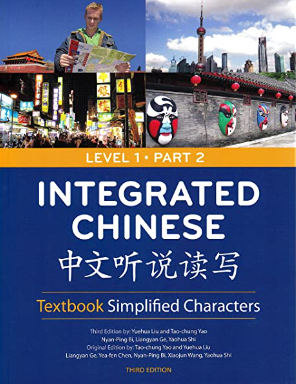 LEVEL 1 • PART 2
INTEGRATED
CHINESE
中文听说读写
Textbook Simplified Characters
Third Edition by: Yuehua Liu and Tao-chung Yao
Nyan-Ping Bi, Liangyan Ge, Yaohua Shi
Original Edition by: Tao-chung Yao and Yuehua Liu
Liangyan Ge, Yea-fen Chen, Nyan-Ping Bi, Xiaojun Wang, Yaohua Shi
THIRD EDITION